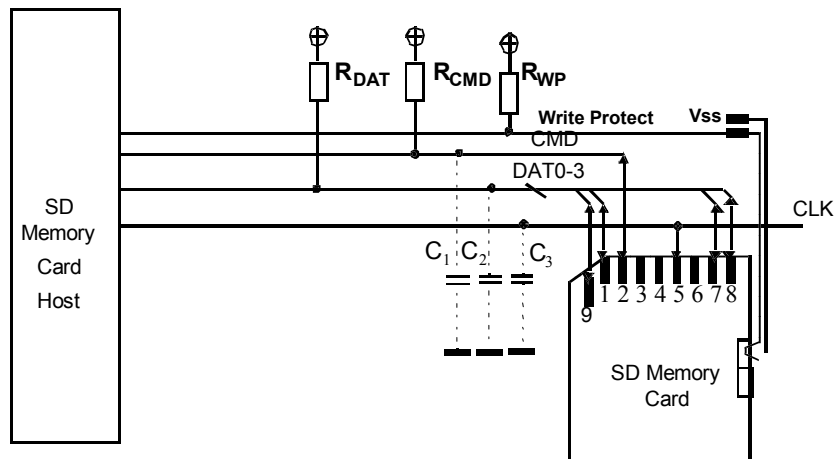 R_DAT R_CMD R_WP
Write Protect Vss
CMD
DAT0-3
CLK
SD
Memory
Card
Host
C₁ C₂ C₃
1 2 3 4 5 6 7 8
9
SD Memory
Card